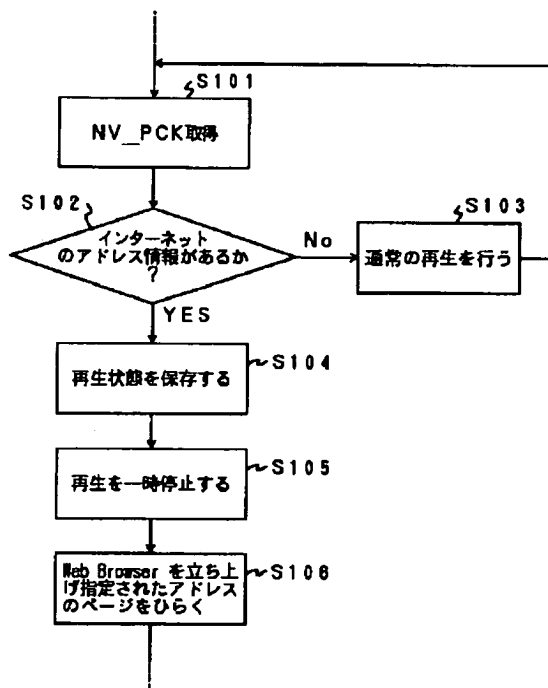 S101
NV_PCK取得
S102
インターネット
のアドレス情報があるか
?
No
S103
通常の再生を行う
YES
再生状態を保存する
S104
再生を一時停止する
S105
Web Browser を立ち上
げ指定されたアドレス
のページをひらく
S106